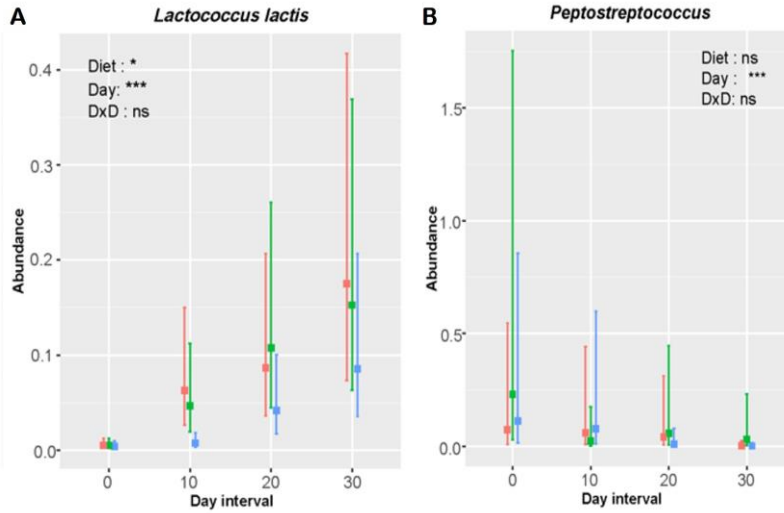 A
Lactococcus lactis
Diet : *
Day: ***
DxD : ns
0.4
0.3
0.2
0.1
0.0
Abundance
0
10
20
30
Day interval
B
Peptostreptococcus
Diet : ns
Day : ***
DxD: ns
1.5
1.0
0.5
0.0
Abundance
0
10
20
30
Day interval